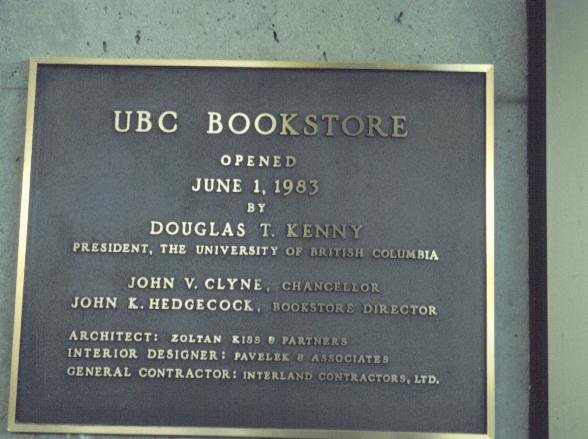 UBC BOOKSTORE
OPENED
JUNE 1, 1983
BY
DOUGLAS T. KENNY
PRESIDENT, THE UNIVERSITY OF BRITISH COLUMBIA
JOHN V. CLYNE, CHANCELLOR
JOHN K. HEDGECOCK, BOOKSTORE DIRECTOR
ARCHITECT: ZOLTAN KISS & PARTNERS
INTERIOR DESIGNER: PAVELEK & ASSOCIATES
GENERAL CONTRACTOR: INTERLAND CONTRACTORS, LTD.